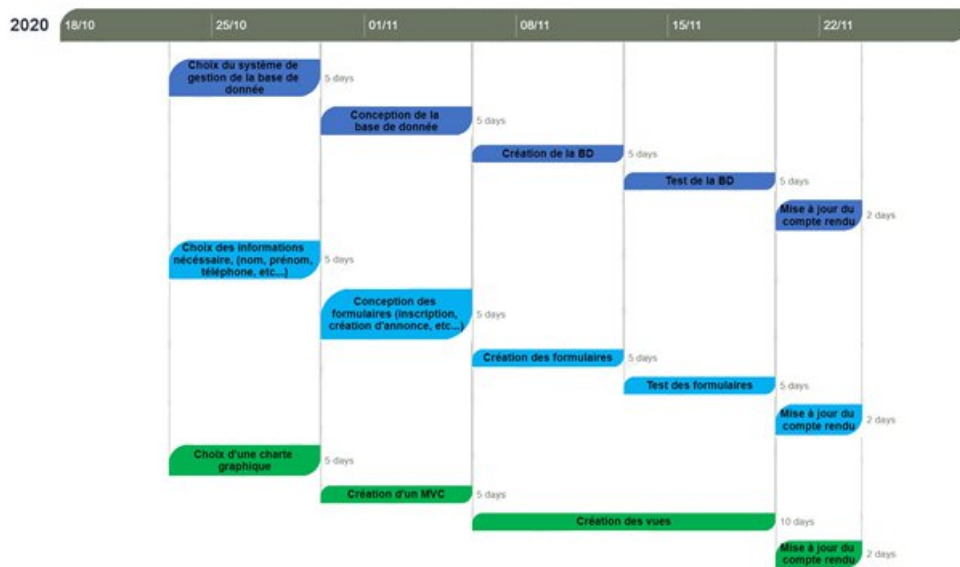 2020 18/10 25/10 01/11 08/11 15/11 22/11
Choix du système de
gestion de la base de
donnée
5 days
Conception de la
base de donnée
5 days
Création de la BD
5 days
Test de la BD
5 days
Mise à jour du
compte rendu
2 days
Choix des informations
nécéssaire, (nom, prénom,
téléphone, etc...)
5 days
Conception des
formulaires (inscription,
création d'annonce, etc...)
5 days
Création des formulaires
5 days
Test des formulaires
5 days
Mise à jour du
compte rendu
2 days
Choix d'une charte
graphique
5 days
Création d'un MVC
5 days
Création des vues
10 days
Mise à jour du
compte rendu
2 days